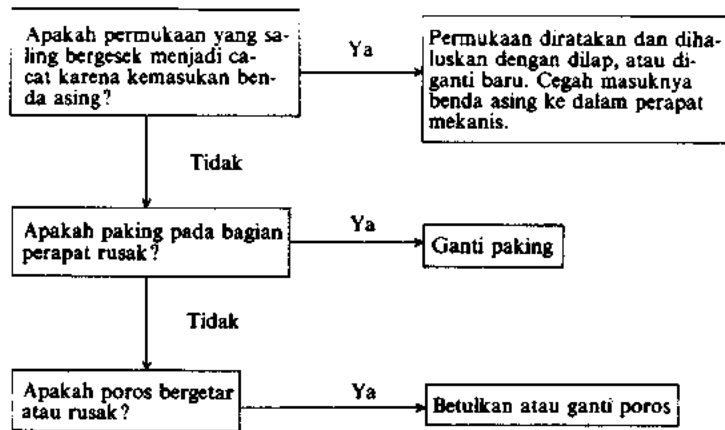 Apakah permukaan yang sa-
ling bergesek menjadi ca-
cat karena kemasukan ben-
da asing?
Ya
Permukaan diratakan dan diha-
luskan dengan dilap, atau di-
ganti baru. Cegah masuknya
benda asing ke dalam perapat
mekanis.
Tidak
Apakah paking pada bagian
perapat rusak?
Ya
Ganti paking
Tidak
Apakah poros bergetar
atau rusak?
Ya
Betulkan atau ganti poros